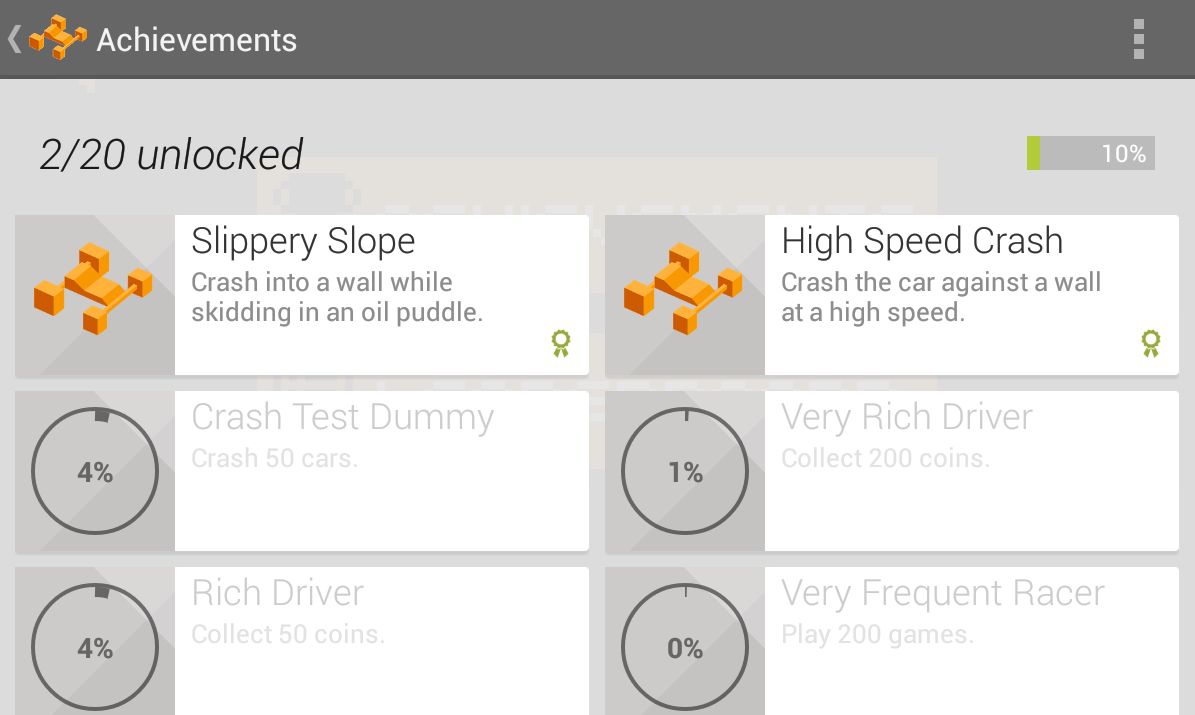 Achievements
2/20 unlocked
10%
Slippery Slope
Crash into a wall while
skidding in an oil puddle.
High Speed Crash
Crash the car against a wall
at a high speed.
4%
Crash Test Dummy
Crash 50 cars.
1%
Very Rich Driver
Collect 200 coins.
4%
Rich Driver
Collect 50 coins.
0%
Very Frequent Racer
Play 200 games.